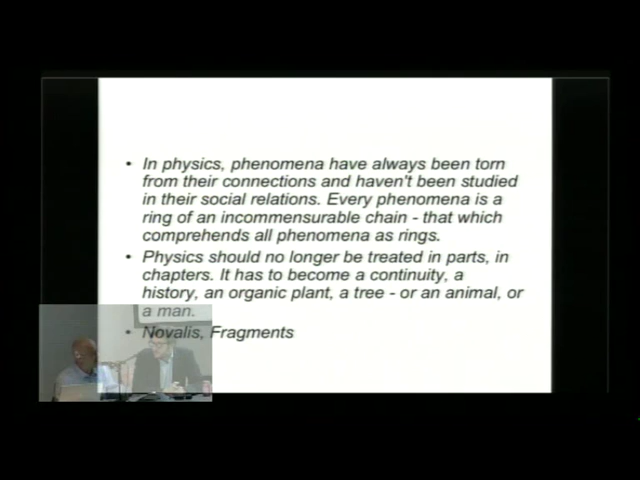 • In physics, phenomena have always been torn
from their connections and haven't been studied
in their social relations. Every phenomenon is a
ring of an incommensurable chain - that which
comprehends all phenomena as rings.
• Physics should no longer be treated in parts, in
chapters. It has to become a continuity, a
history, an organic plant, a tree - or an animal, or
a man.
• Novalis, Fragments